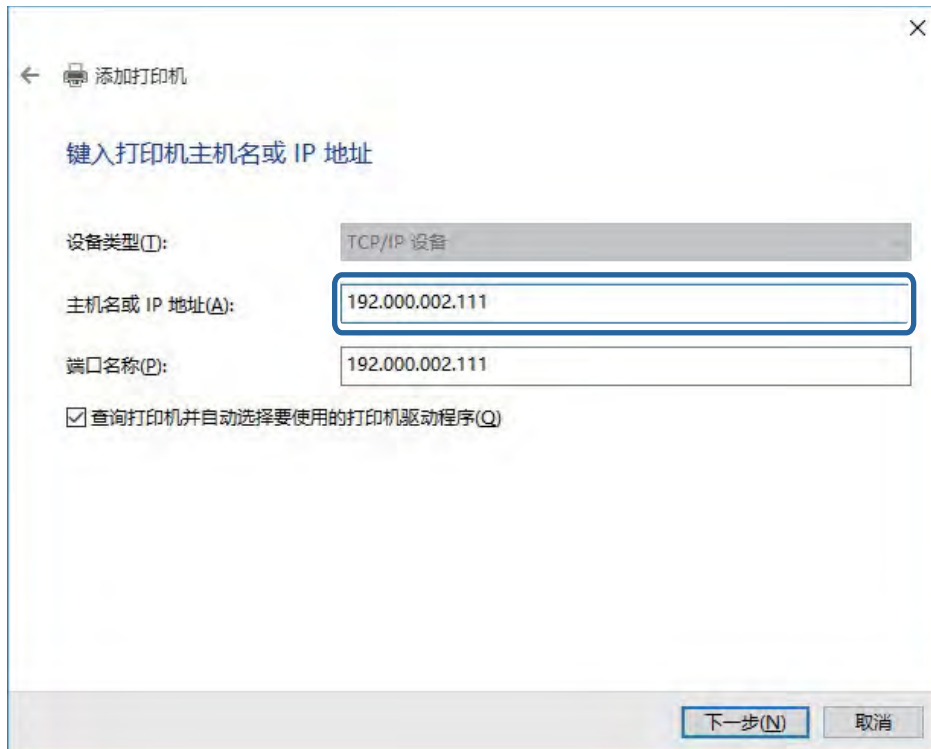 添加打印机
键入打印机主机名或 IP 地址
设备类型(T): TCP/IP 设备
主机名或 IP 地址(A): 192.000.002.111
端口名称(P): 192.000.002.111
查询打印机并自动选择要使用的打印机驱动程序(Q)
下一步(N) 取消